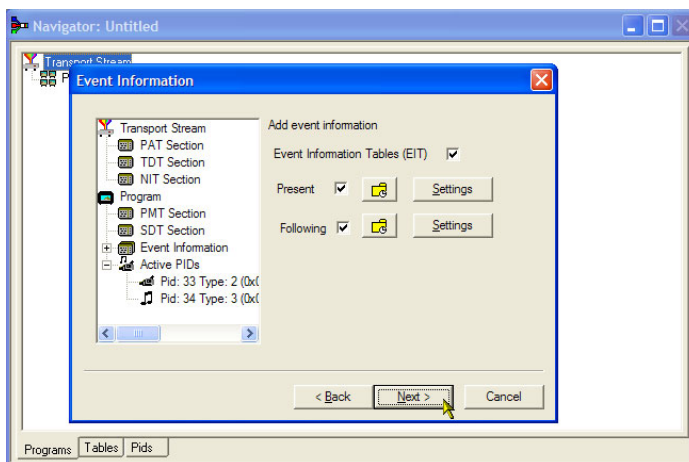 Navigator: Untitled
Transport Stream
P
Event Information
Transport Stream
PAT Section
TDT Section
NIT Section
Program
PMT Section
SDT Section
Event Information
Active PIDs
Pid: 33 Type: 2 (0x(
Pid: 34 Type: 3 (0x(
Add event information
Event Information Tables (EIT)
Present Settings
Following Settings
< Back Next > Cancel
Programs Tables Pids